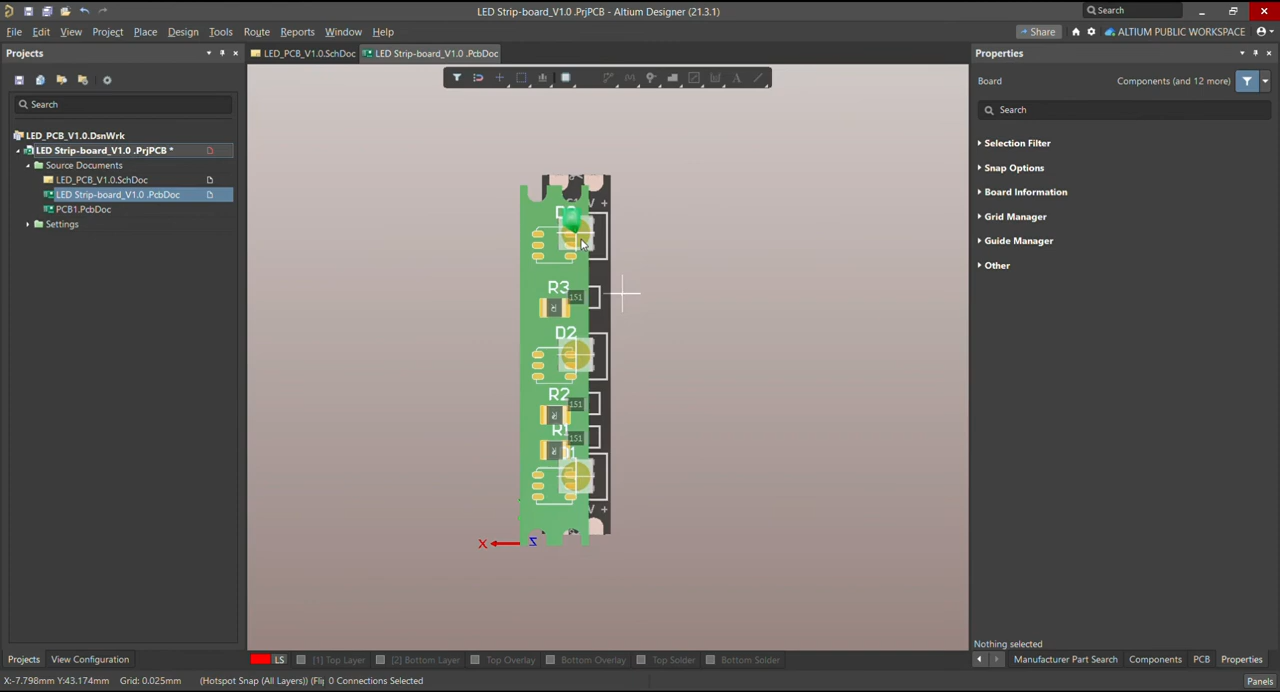 LED Strip-board_V1.0 .PrjPCB - Altium Designer (21.3.1)
Search
File Edit View Project Place Design Tools Route Reports Window Help
Share
ALTIUM PUBLIC WORKSPACE
Projects
LED_PCB_V1.0.SchDoc
LED Strip-board_V1.0 .PcbDoc
Properties
Board
Components (and 12 more)
Search
Search
LED_PCB_V1.0.DsnWrk
LED Strip-board_V1.0 .PrjPCB *
Source Documents
LED_PCB_V1.0.SchDoc
LED Strip-board_V1.0 .PcbDoc
PCB1.PcbDoc
Settings
Selection Filter
Snap Options
Board Information
Grid Manager
Guide Manager
Other
V +
R3
151
D2
R2
151
R1
151
V +
X
Z
Nothing selected
Projects
View Configuration
LS
[1] Top Layer
[2] Bottom Layer
Top Overlay
Bottom Overlay
Top Solder
Bottom Solder
Manufacturer Part Search
Components
PCB
Properties
X:-7.798mm Y:43.174mm Grid: 0.025mm
(Hotspot Snap (All Layers)) (Flip
0 Connections Selected
Panels